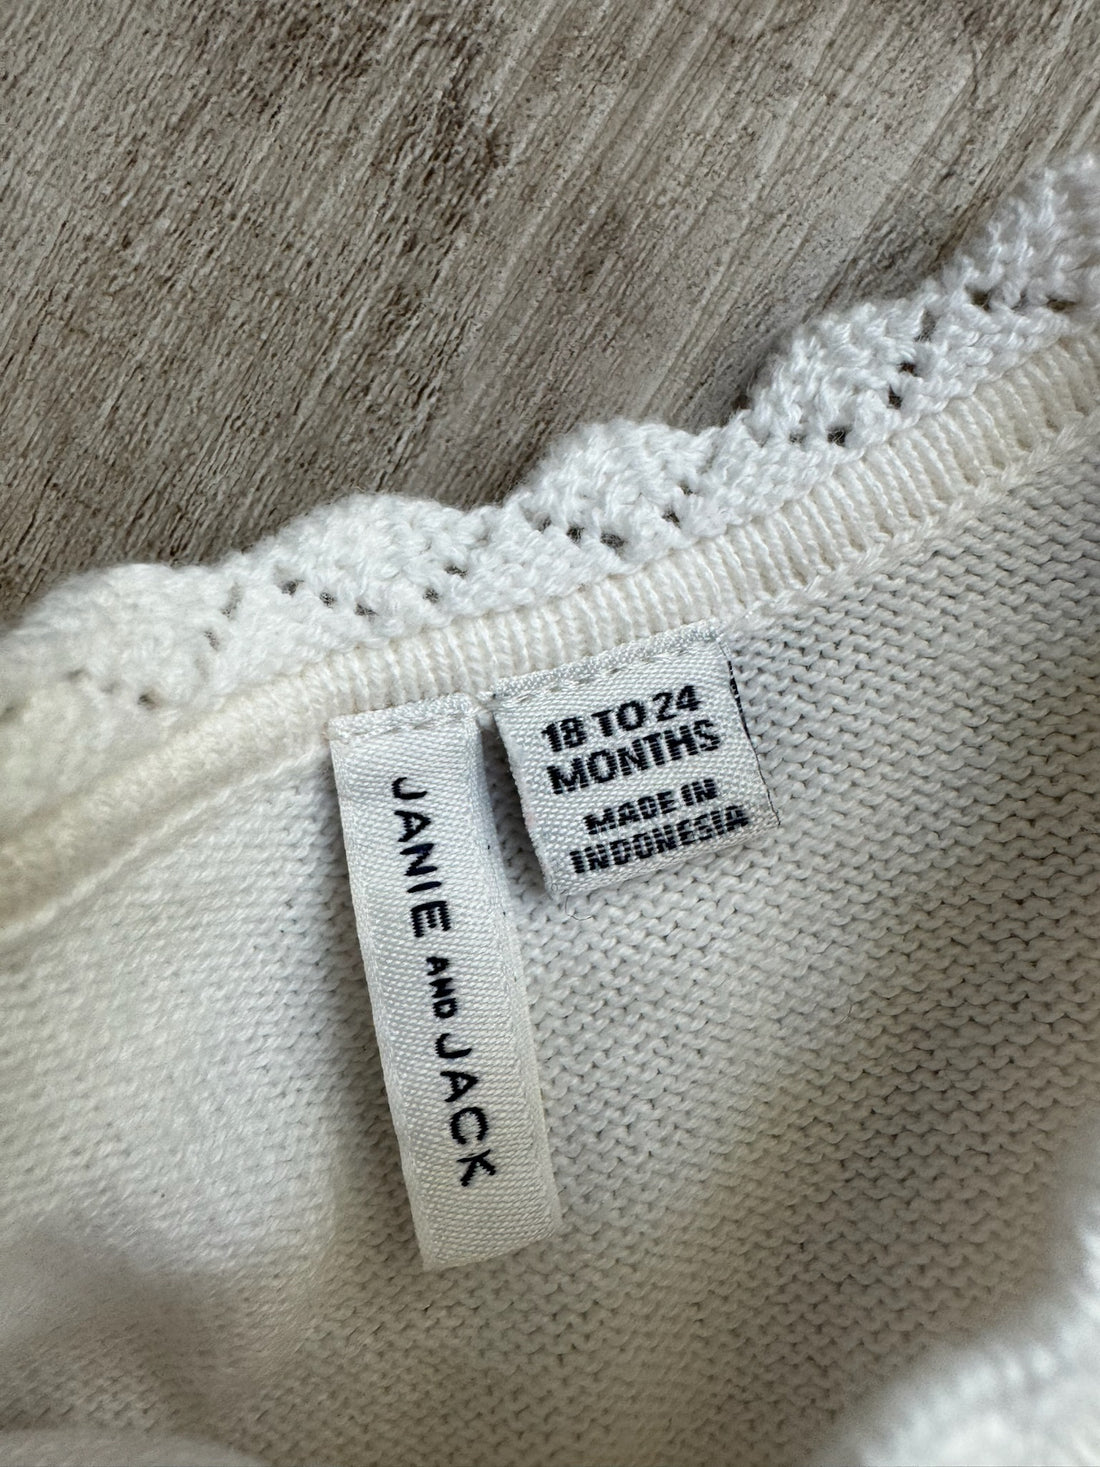 JANIE AND JACK
18 TO 24
MONTHS
MADE IN
INDONESIA